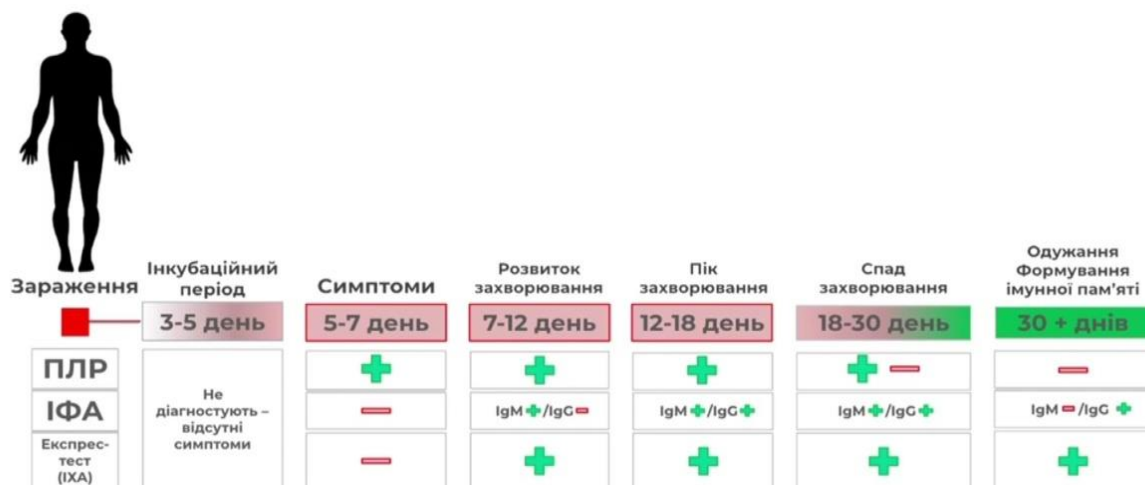 Зараження
Інкубаційний
період
Симптоми
Розвиток
захворювання
Пік
захворювання
Спад
захворювання
Одужання
Формування
імунної пам'яті
3-5 день
5-7 день
7-12 день
12-18 день
18-30 день
30 + днів
ПЛР
Не
діагностують –
відсутні
симптоми
ІФА
IgM + /IgG -
IgM + /IgG +
IgM + /IgG +
IgM - /IgG +
Експрес-
тест
(ІХА)